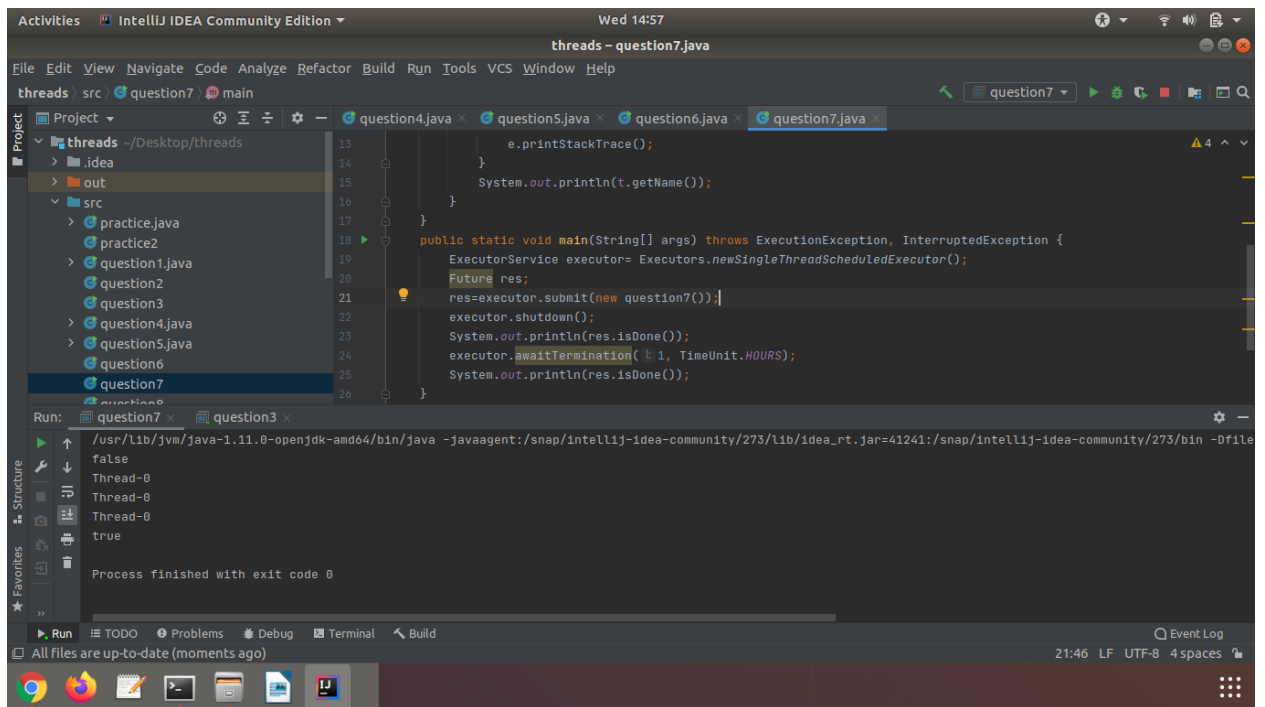 Activities IntelliJ IDEA Community Edition Wed 14:57
threads – question7.java
File Edit View Navigate Code Analyze Refactor Build Run Tools VCS Window Help
threads src question7 main question7
Project question4.java question5.java question6.java question7.java
Project
threads ~/Desktop/threads
.idea
out
src
practice.java
practice2
question1.java
question2
question3
question4.java
question5.java
question6
question7
question8
13 e.printStackTrace();
14 }
15 System.out.println(t.getName());
16 }
17 }
18 public static void main(String[] args) throws ExecutionException, InterruptedException {
19 ExecutorService executor= Executors.newSingleThreadScheduledExecutor();
20 Future res;
21 res=executor.submit(new question7());
22 executor.shutdown();
23 System.out.println(res.isDone());
24 executor.awaitTermination( l: 1, TimeUnit.HOURS);
25 System.out.println(res.isDone());
26 }
4
Run: question7 question3
/usr/lib/jvm/java-1.11.0-openjdk-amd64/bin/java -javaagent:/snap/intellij-idea-community/273/lib/idea_rt.jar=41241:/snap/intellij-idea-community/273/bin -Dfile
false
Thread-0
Thread-0
Thread-0
true
Process finished with exit code 0
Structure
Favorites
Run TODO Problems Debug Terminal Build Event Log
All files are up-to-date (moments ago) 21:46 LF UTF-8 4 spaces